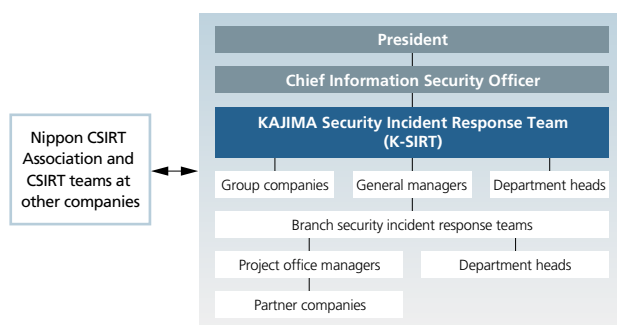 President
Chief Information Security Officer
KAJIMA Security Incident Response Team
(K-SIRT)
Nippon CSIRT
Association and
CSIRT teams at
other companies
Group companies
General managers
Department heads
Branch security incident response teams
Project office managers
Department heads
Partner companies